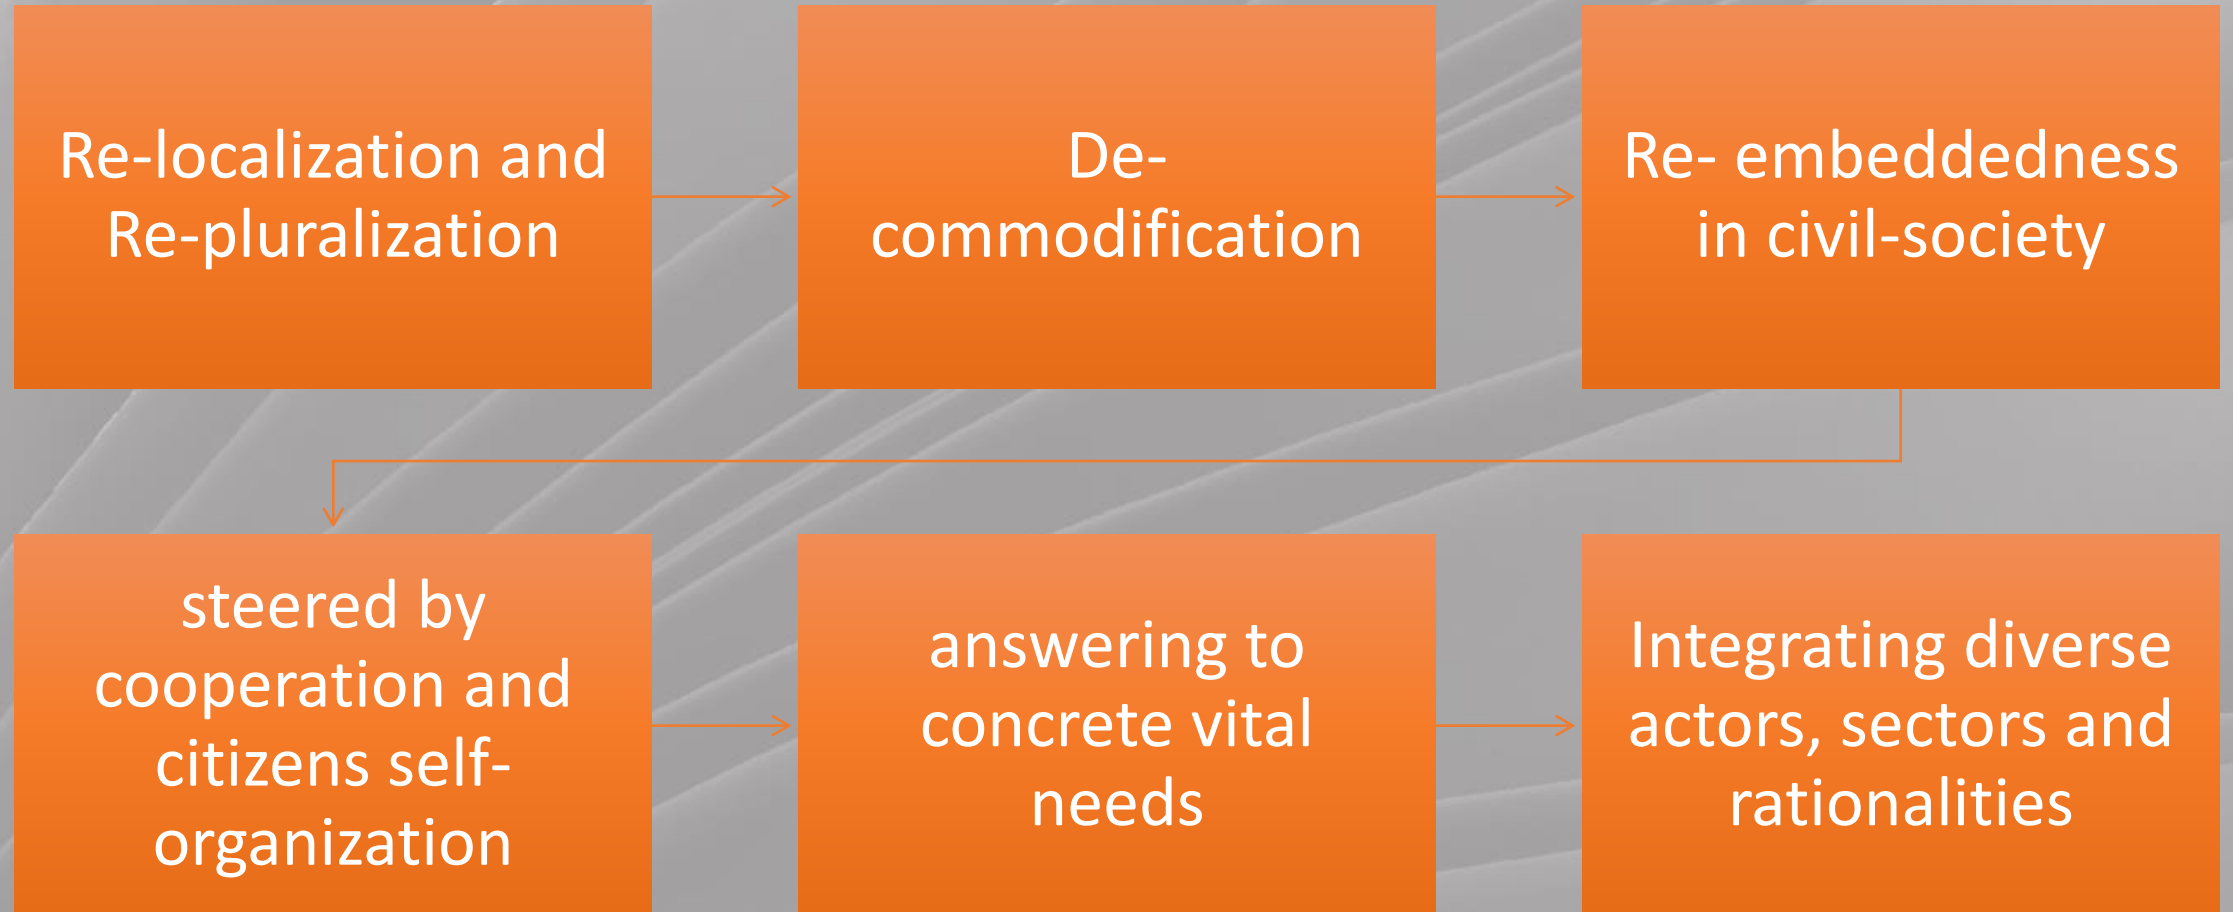 Re-localization and
Re-pluralization
De-
commodification
Re- embeddedness
in civil-society
steered by
cooperation and
citizens self-
organization
answering to
concrete vital
needs
Integrating diverse
actors, sectors and
rationalities